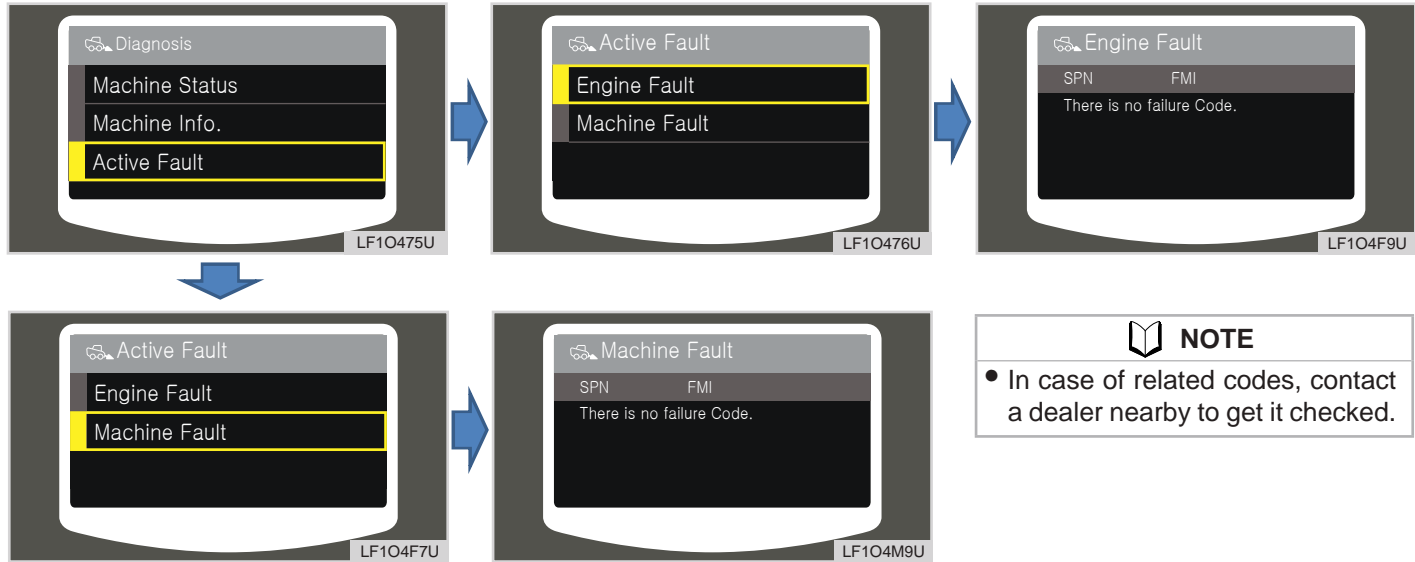 Diagnosis
Machine Status
Machine Info.
Active Fault
LF1O475U
Active Fault
Engine Fault
Machine Fault
LF1O476U
Engine Fault
SPN FMI
There is no failure Code.
LF1O4F9U
Active Fault
Engine Fault
Machine Fault
LF1O4F7U
Machine Fault
SPN FMI
There is no failure Code.
LF1O4M9U
NOTE
• In case of related codes, contact
a dealer nearby to get it checked.